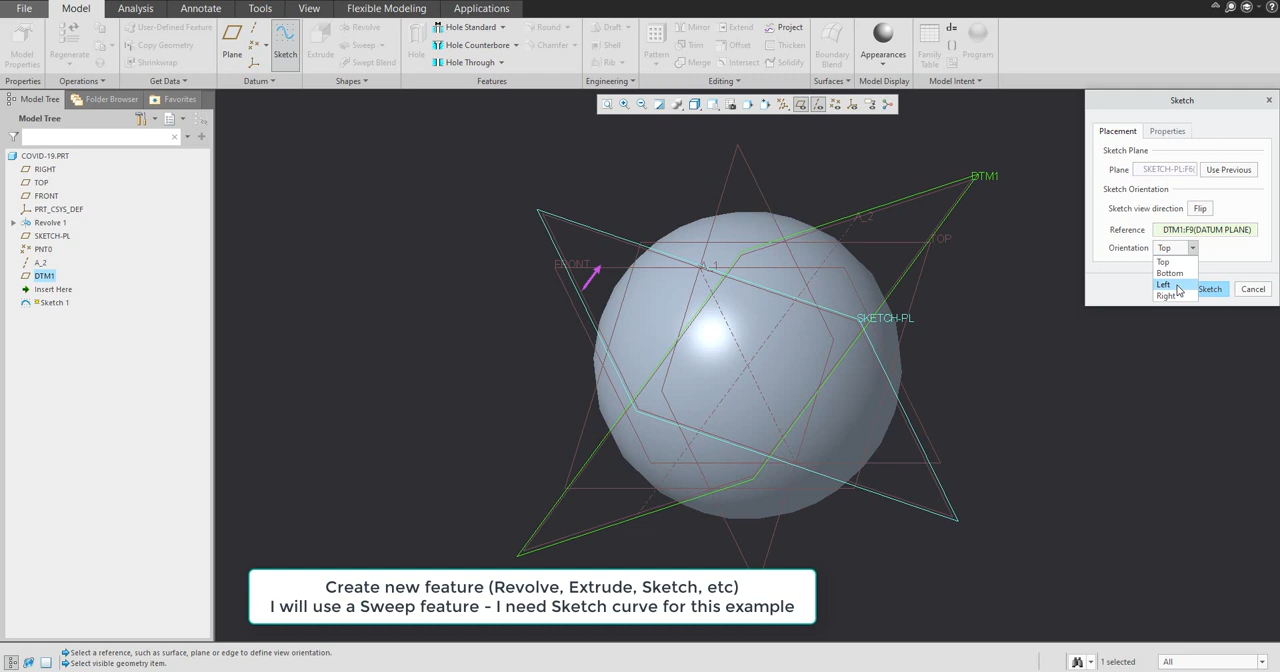 File Model Analysis Annotate Tools View Flexible Modeling Applications
Model Properties
Regenerate
User-Defined Feature
Copy Geometry
Shrinkwrap
Plane
Sketch
Extrude
Revolve
Sweep
Swept Blend
Hole
Hole Standard
Hole Counterbore
Hole Through
Round
Chamfer
Draft
Shell
Rib
Pattern
Mirror
Trim
Merge
Extend
Offset
Intersect
Project
Thicken
Solidify
Boundary Blend
Appearances
Family Table
d=
Program
Properties Operations Get Data Datum Shapes Features Engineering Editing Surfaces Model Display Model Intent
Model Tree Folder Browser Favorites
Model Tree
COVID-19.PRT
RIGHT
TOP
FRONT
PRT_CSYS_DEF
Revolve 1
SKETCH-PL
PNT0
A_2
DTM1
Insert Here
Sketch 1
DTM1
A_2
TOP
FRONT
A_1
SKETCH-PL
Sketch
Placement Properties
Sketch Plane
Plane SKETCH-PL:F6( Use Previous
Sketch Orientation
Sketch view direction Flip
Reference DTM1:F9(DATUM PLANE)
Orientation Top
Top
Bottom
Left
Right
Sketch Cancel
Create new feature (Revolve, Extrude, Sketch, etc)
I will use a Sweep feature - I need Sketch curve for this example
Select a reference, such as surface, plane or edge to define view orientation.
Select visible geometry item.
1 selected
All